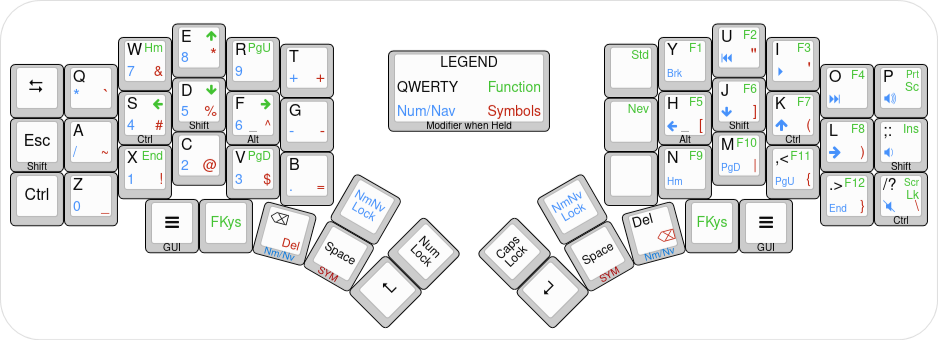 E
8 *
Q
* `
W Hm
7 &
R PgU
9
T
+ +
Esc
Shift
A
/ ~
S
4 #
Ctrl
D
5 %
Shift
F
6 _ ^
Alt
G
- -
Ctrl
Z
0 _
X End
1 !
C
2 @
V PgD
3 $
B
. =
GUI
FKys
Del
Nm/Nv
Space
SYM
NmNv
Lock
Num
Lock
LEGEND
QWERTY Function
Num/Nav Symbols
Modifier when Held
Std
Y F1
Brk
U F2
"
I F3
'
O F4
P Prt
Sc
Nev
H F5
_ [
Alt
J F6
]
Shift
K F7
(
Ctrl
L F8
)
;: Ins
Shift
N F9
Hm
M F10
PgD |
,< F11
PgU {
.> F12
End }
/? Scr
Lk
\
Ctrl
Caps
Lock
NmNv
Lock
Space
SYM
Del
Nm/Nv
FKys
GUI